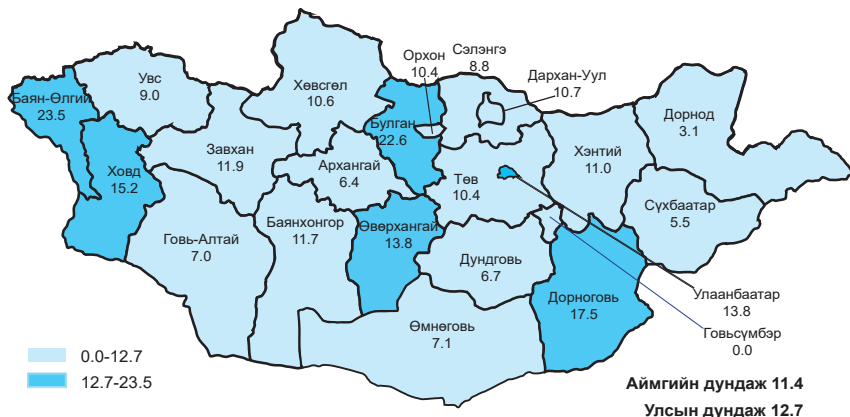 Орхон
10.4
Сэлэнгэ
8.8
Дархан-Уул
10.7
Увс
9.0
Хөвсгөл
10.6
Баян-Өлгий
23.5
Булган
22.6
Дорнод
3.1
Завхан
11.9
Архангай
6.4
Төв
10.4
Хэнтий
11.0
Ховд
15.2
Сүхбаатар
5.5
Баянхонгор
11.7
Өвөрхангай
13.8
Говь-Алтай
7.0
Дундговь
6.7
Дорноговь
17.5
Улаанбаатар
13.8
Өмнөговь
7.1
Говьсүмбэр
0.0
0.0-12.7
12.7-23.5
Аймгийн дундаж 11.4
Улсын дундаж 12.7